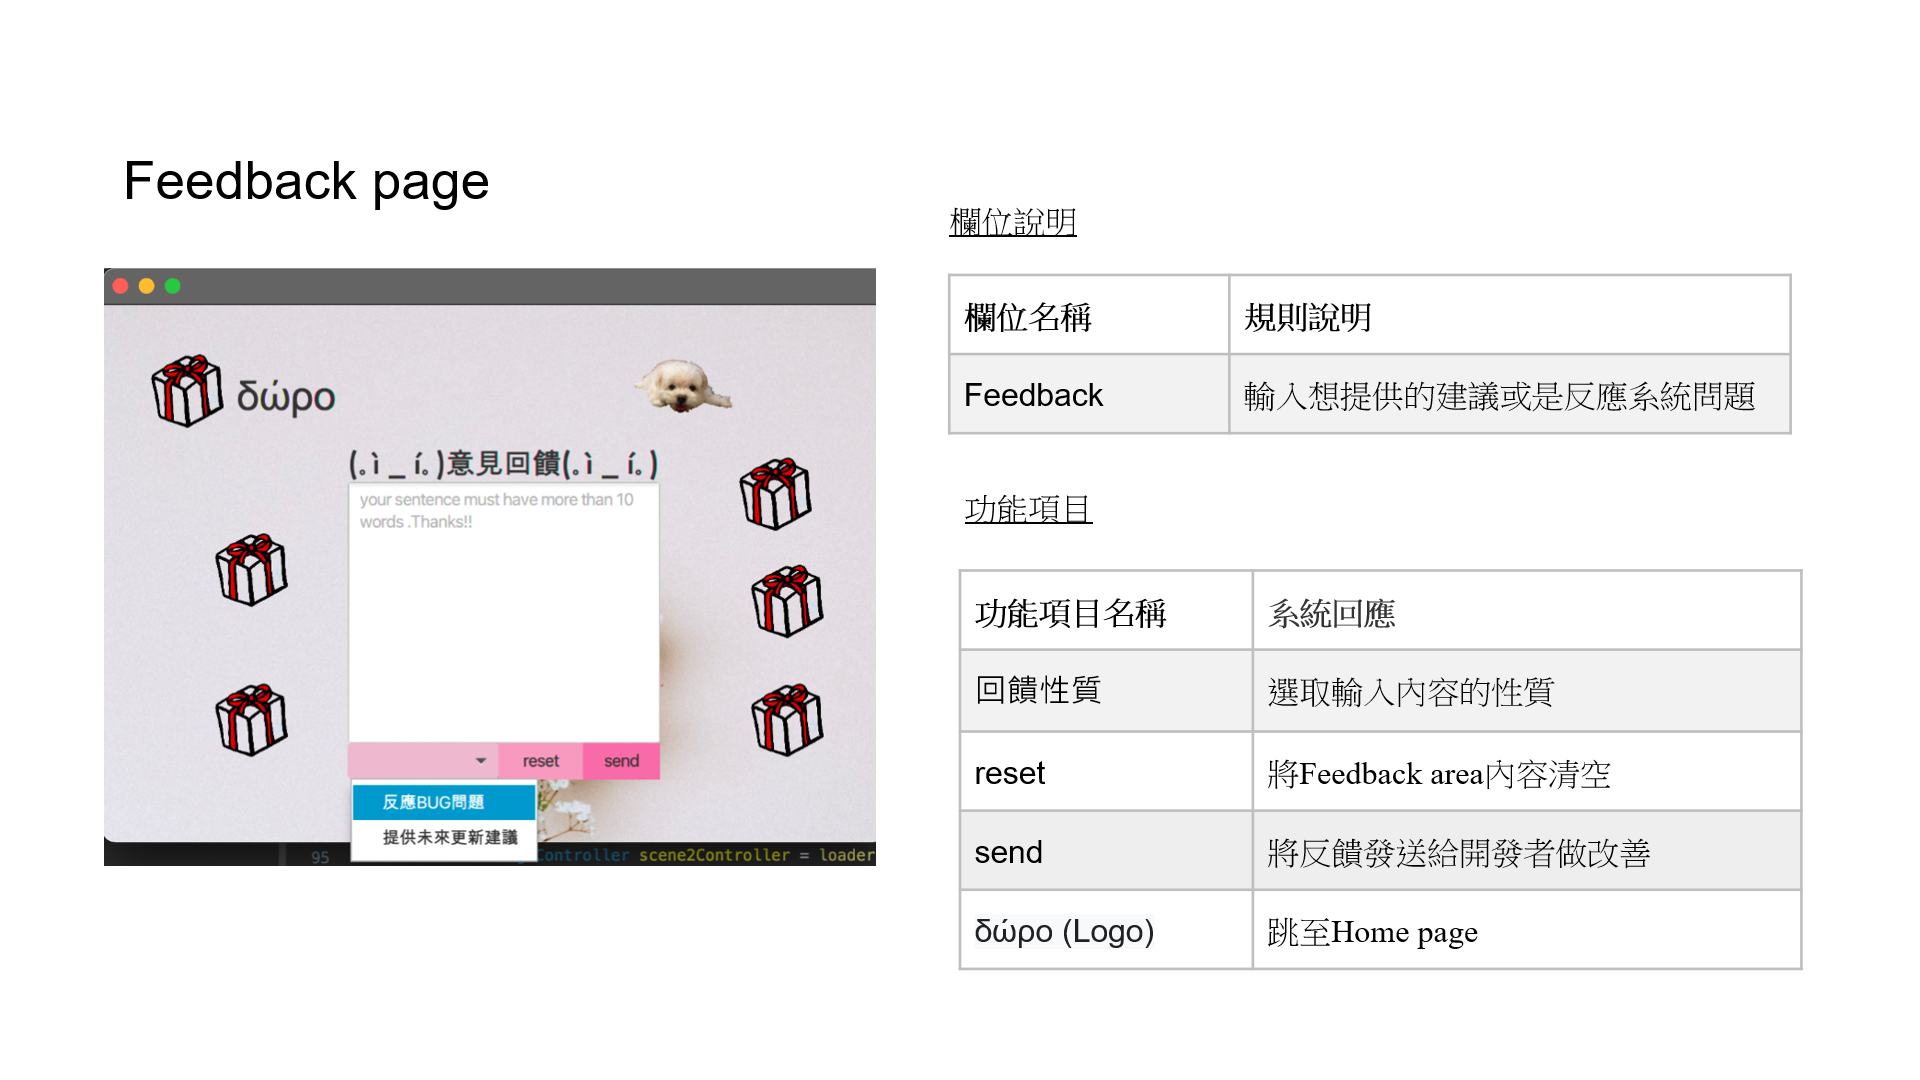 Feedback page
δώρο
(｡ì _ í｡)意見回饋(｡ì _ í｡)
your sentence must have more than 10
words .Thanks!!
reset
send
反應BUG問題
提供未來更新建議
95
Controller scene2Controller = loader
欄位說明
欄位名稱
規則說明
Feedback
輸入想提供的建議或是反應系統問題
功能項目
功能項目名稱
系統回應
回饋性質
選取輸入內容的性質
reset
將Feedback area內容清空
send
將反饋發送給開發者做改善
δώρο (Logo)
跳至Home page